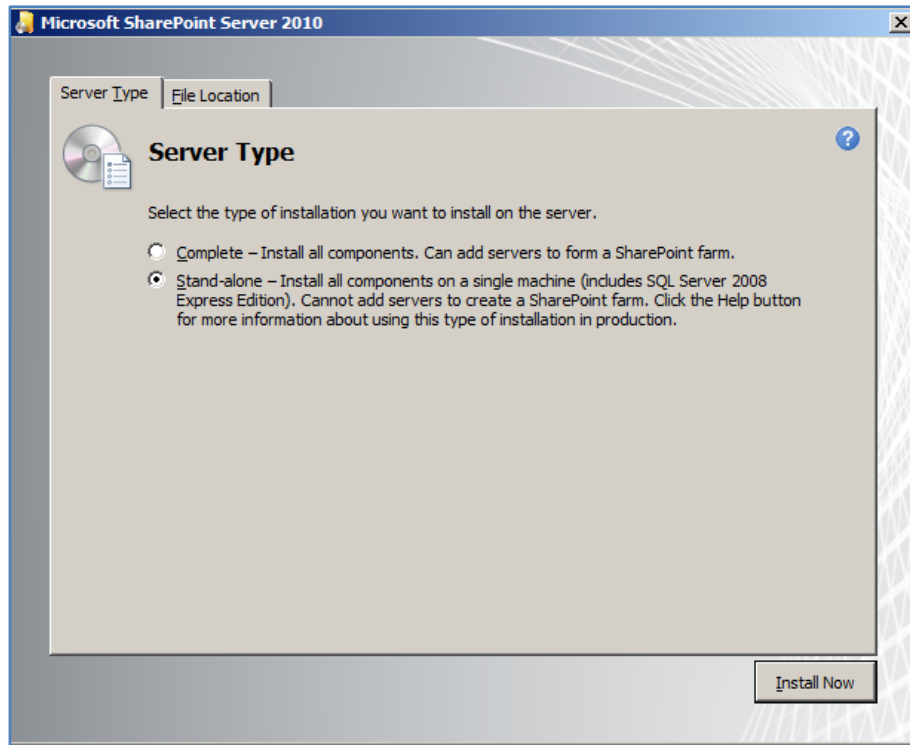 Microsoft SharePoint Server 2010
Server Type
File Location
Server Type
Select the type of installation you want to install on the server.
Complete – Install all components. Can add servers to form a SharePoint farm.
Stand-alone – Install all components on a single machine (includes SQL Server 2008
Express Edition). Cannot add servers to create a SharePoint farm. Click the Help button
for more information about using this type of installation in production.
Install Now